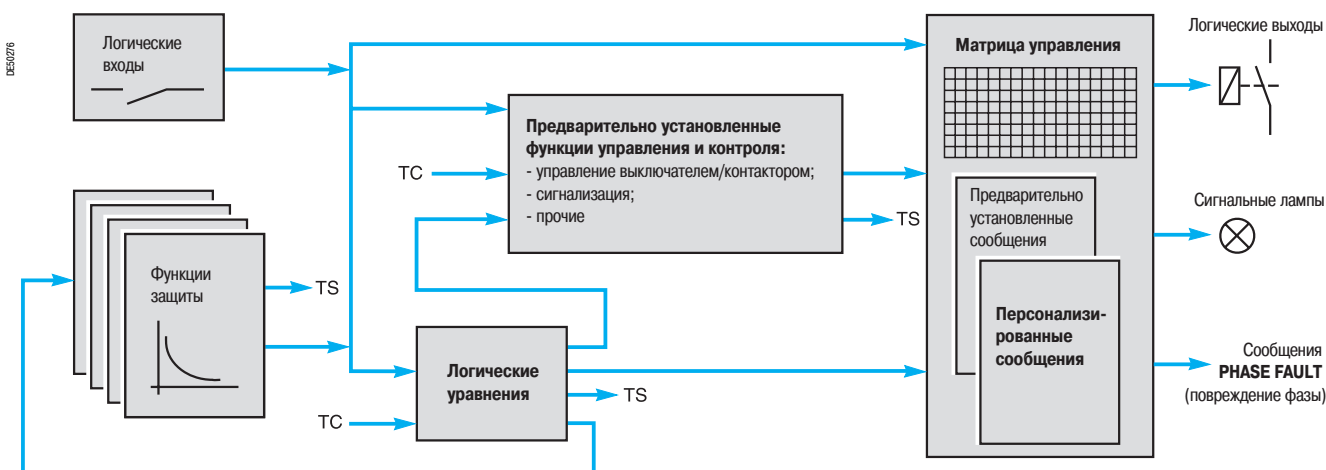 DE50276
Логические
входы
Функции
защиты
TS
TC
Предварительно установленные
функции управления и контроля:
- управление выключателем/контактором;
- сигнализация;
- прочие
TS
Логические
уравнения
TC
TS
Матрица управления
Предварительно
установленные
сообщения
Персонализи-
рованные
сообщения
Логические выходы
Сигнальные лампы
Сообщения
PHASE FAULT
(повреждение фазы)